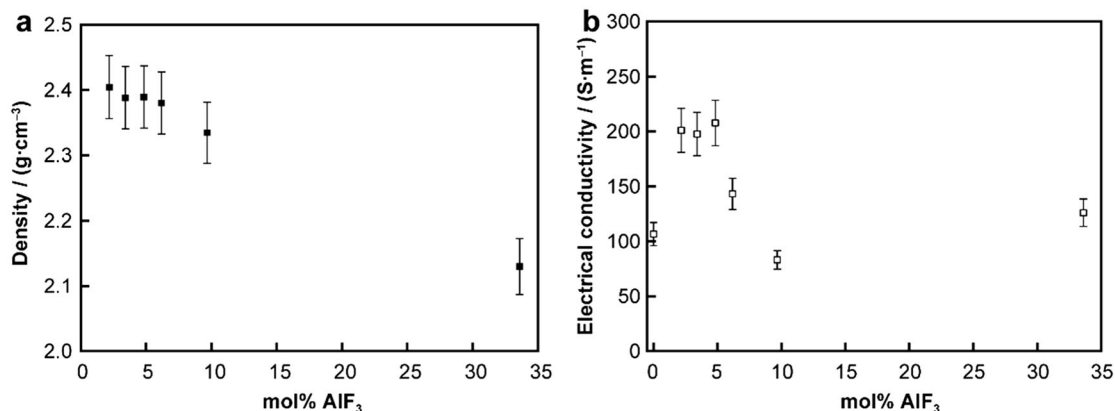 a
2.5
2.4
2.3
2.2
2.1
2.0
Density / (g·cm⁻³)
0 5 10 15 20 25 30 35
mol% AlF₃
b
300
250
200
150
100
50
0
Electrical conductivity / (S·m⁻¹)
0 5 10 15 20 25 30 35
mol% AlF₃